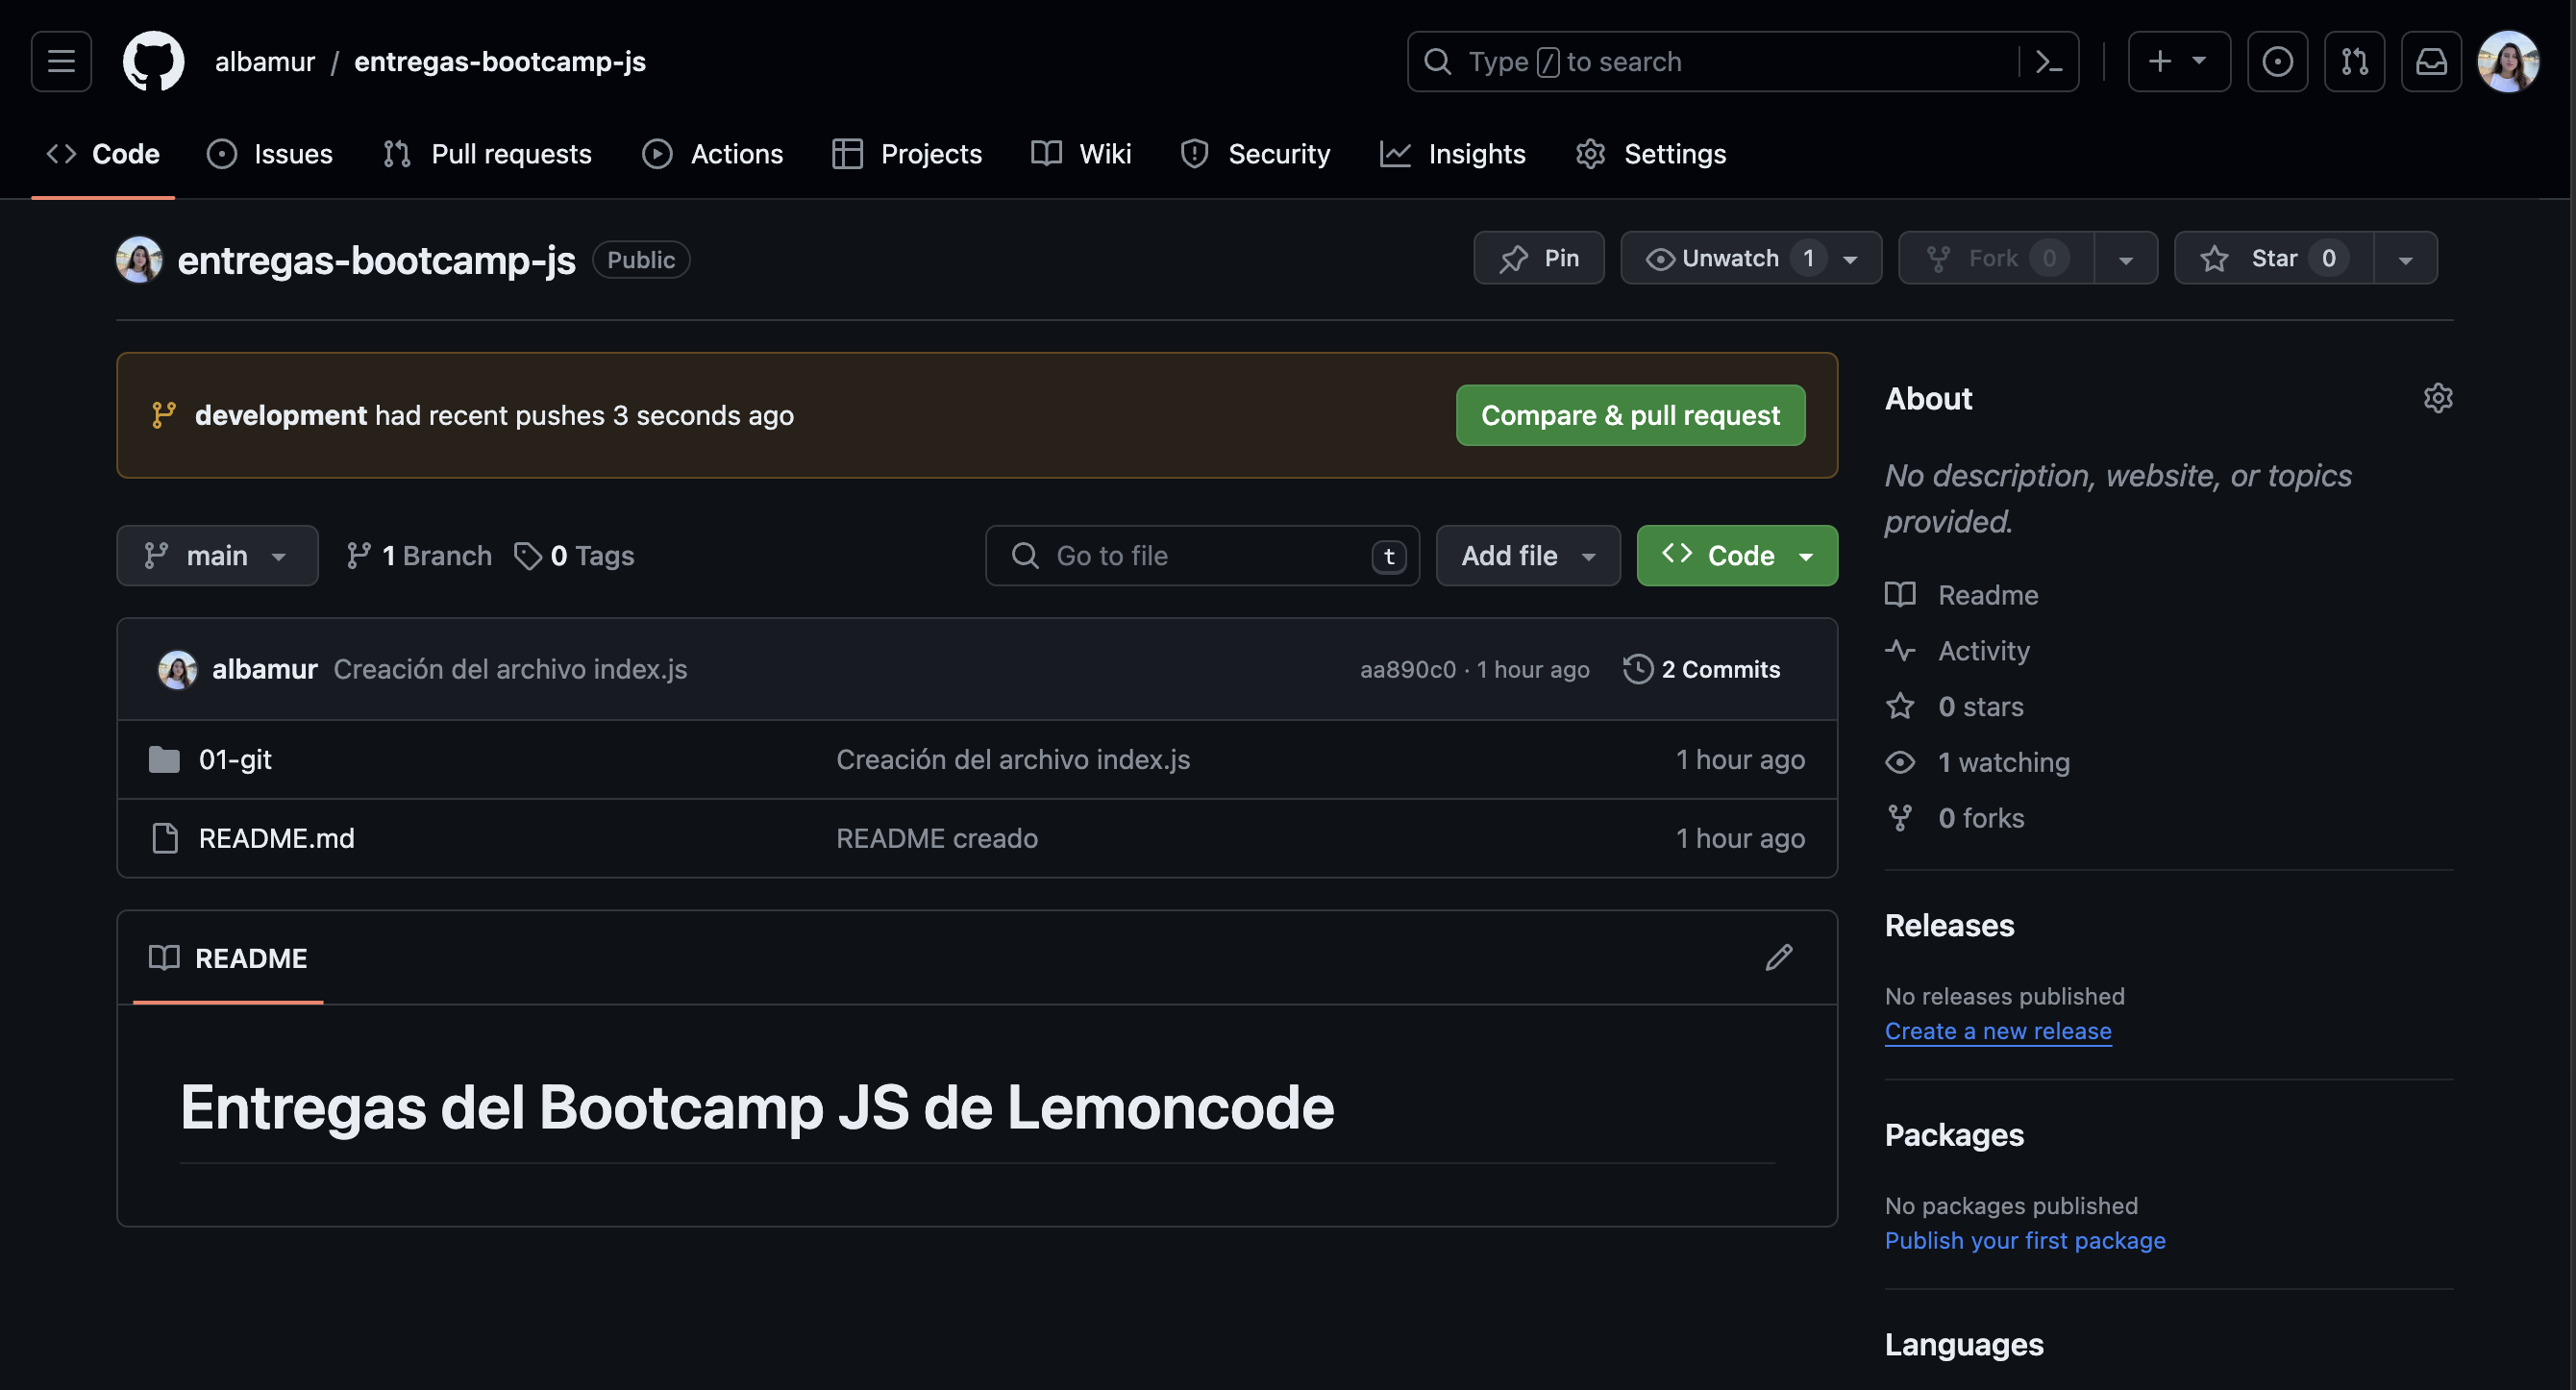 albamur / entregas-bootcamp-js
Type / to search
Code Issues Pull requests Actions Projects Wiki Security Insights Settings
entregas-bootcamp-js Public
Pin Unwatch 1 Fork 0 Star 0
development had recent pushes 3 seconds ago
Compare & pull request
main 1 Branch 0 Tags Go to file t Add file Code
albamur Creación del archivo index.js aa890c0 · 1 hour ago 2 Commits
01-git Creación del archivo index.js 1 hour ago
README.md README creado 1 hour ago
README
Entregas del Bootcamp JS de Lemoncode
About
No description, website, or topics
provided.
Readme
Activity
0 stars
1 watching
0 forks
Releases
No releases published
Create a new release
Packages
No packages published
Publish your first package
Languages